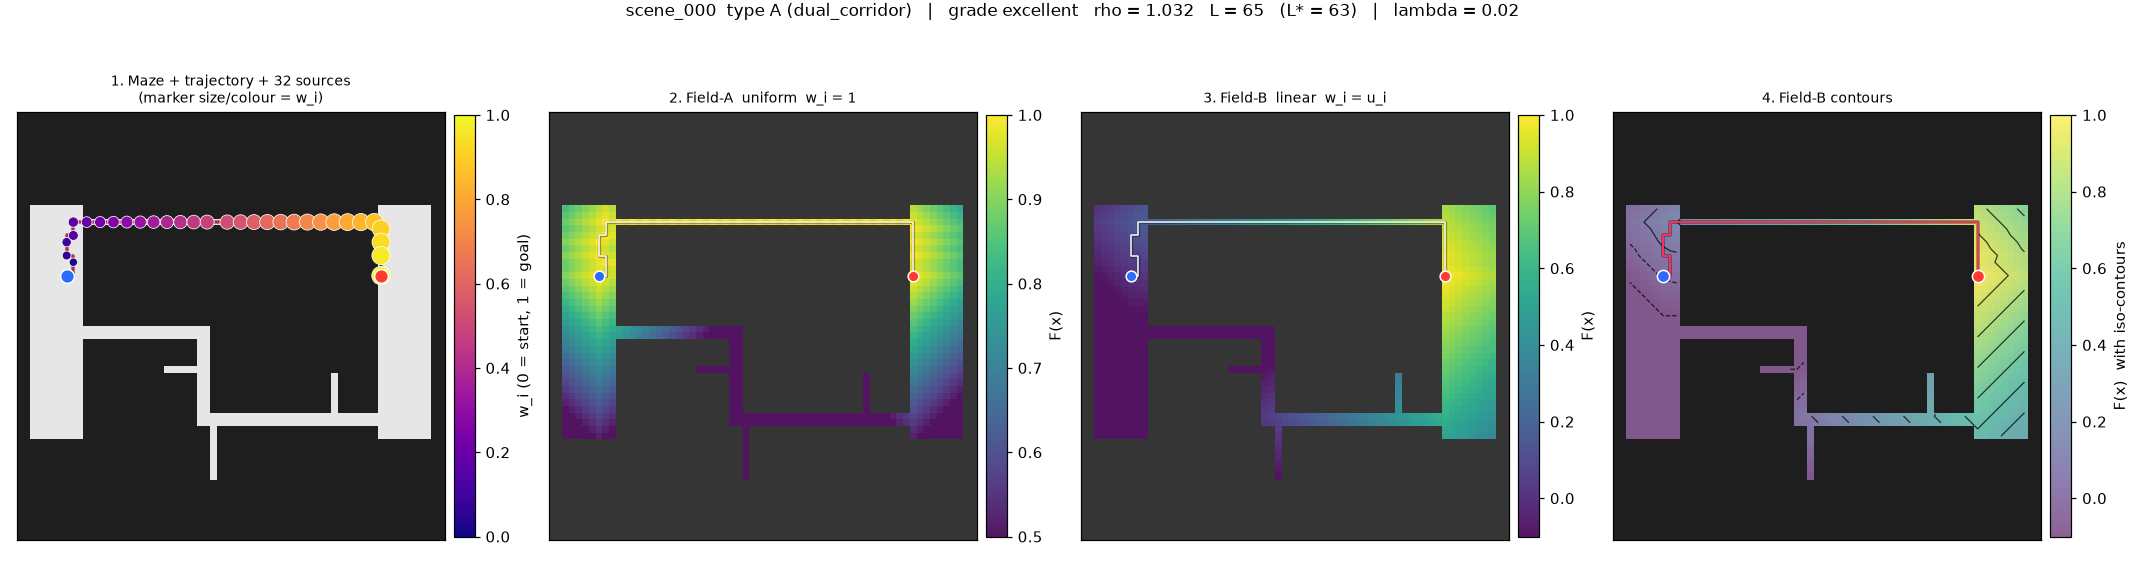 scene_000  type A (dual_corridor)  |  grade excellent  rho = 1.032  L = 65  (L* = 63)  |  lambda = 0.02
1. Maze + trajectory + 32 sources
(marker size/colour = w_i)
1.0
0.8
0.6
0.4
0.2
0.0
w_i (0 = start, 1 = goal)
2. Field-A  uniform  w_i = 1
1.0
0.9
0.8
0.7
0.6
0.5
F(x)
3. Field-B  linear  w_i = u_i
1.0
0.8
0.6
0.4
0.2
0.0
F(x)
4. Field-B contours
1.0
0.8
0.6
0.4
0.2
0.0
F(x)  with iso-contours